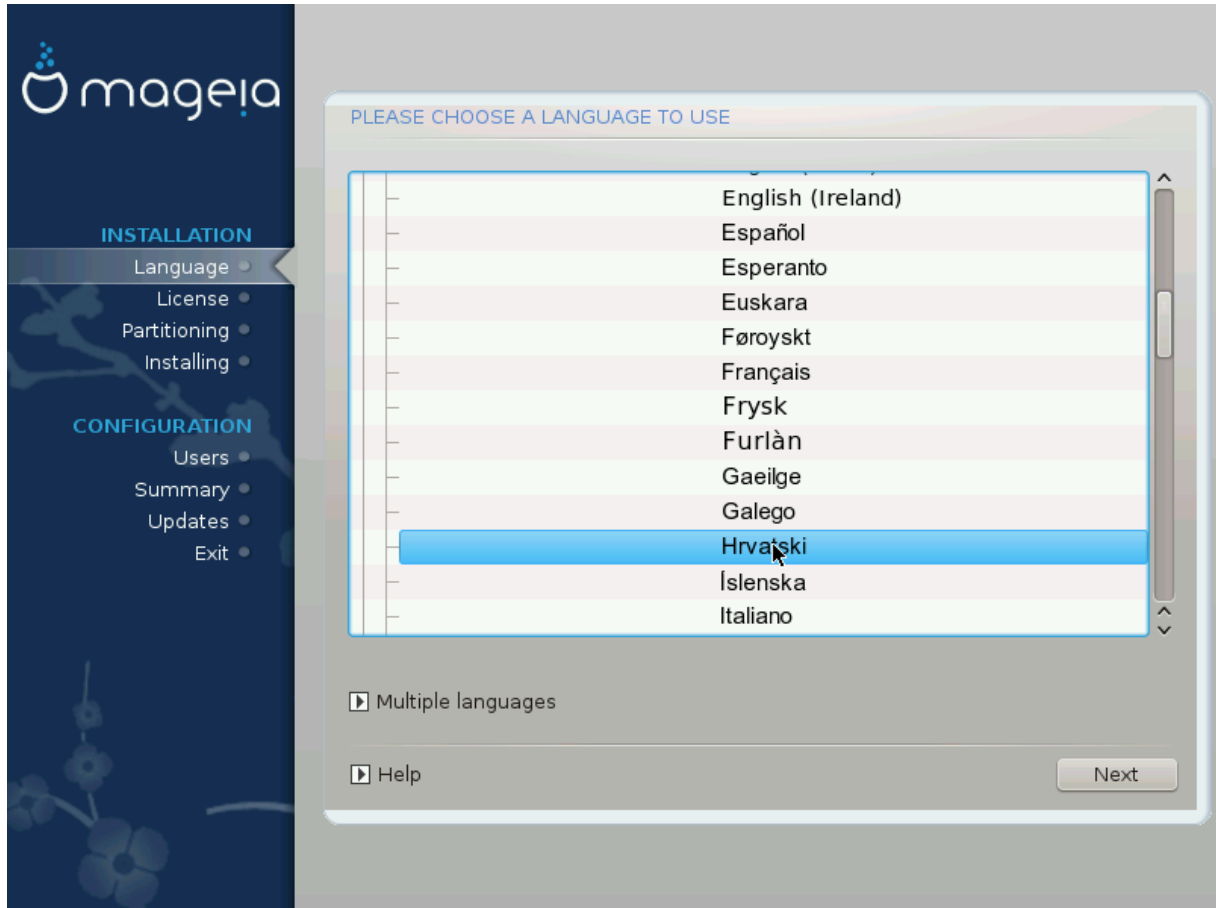 mageia
INSTALLATION
Language
License
Partitioning
Installing
CONFIGURATION
Users
Summary
Updates
Exit
PLEASE CHOOSE A LANGUAGE TO USE
English (Ireland)
Español
Esperanto
Euskara
Føroyskt
Français
Frysk
Furlàn
Gaeilge
Galego
Hrvatski
Íslenska
Italiano
Multiple languages
Help
Next